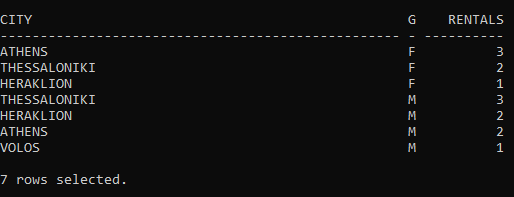 CITY                                               G    RENTALS
-------------------------------------------------- - ----------
ATHENS                                             F          3
THESSALONIKI                                       F          2
HERAKLION                                          F          1
THESSALONIKI                                       M          3
HERAKLION                                          M          2
ATHENS                                             M          2
VOLOS                                              M          1
7 rows selected.